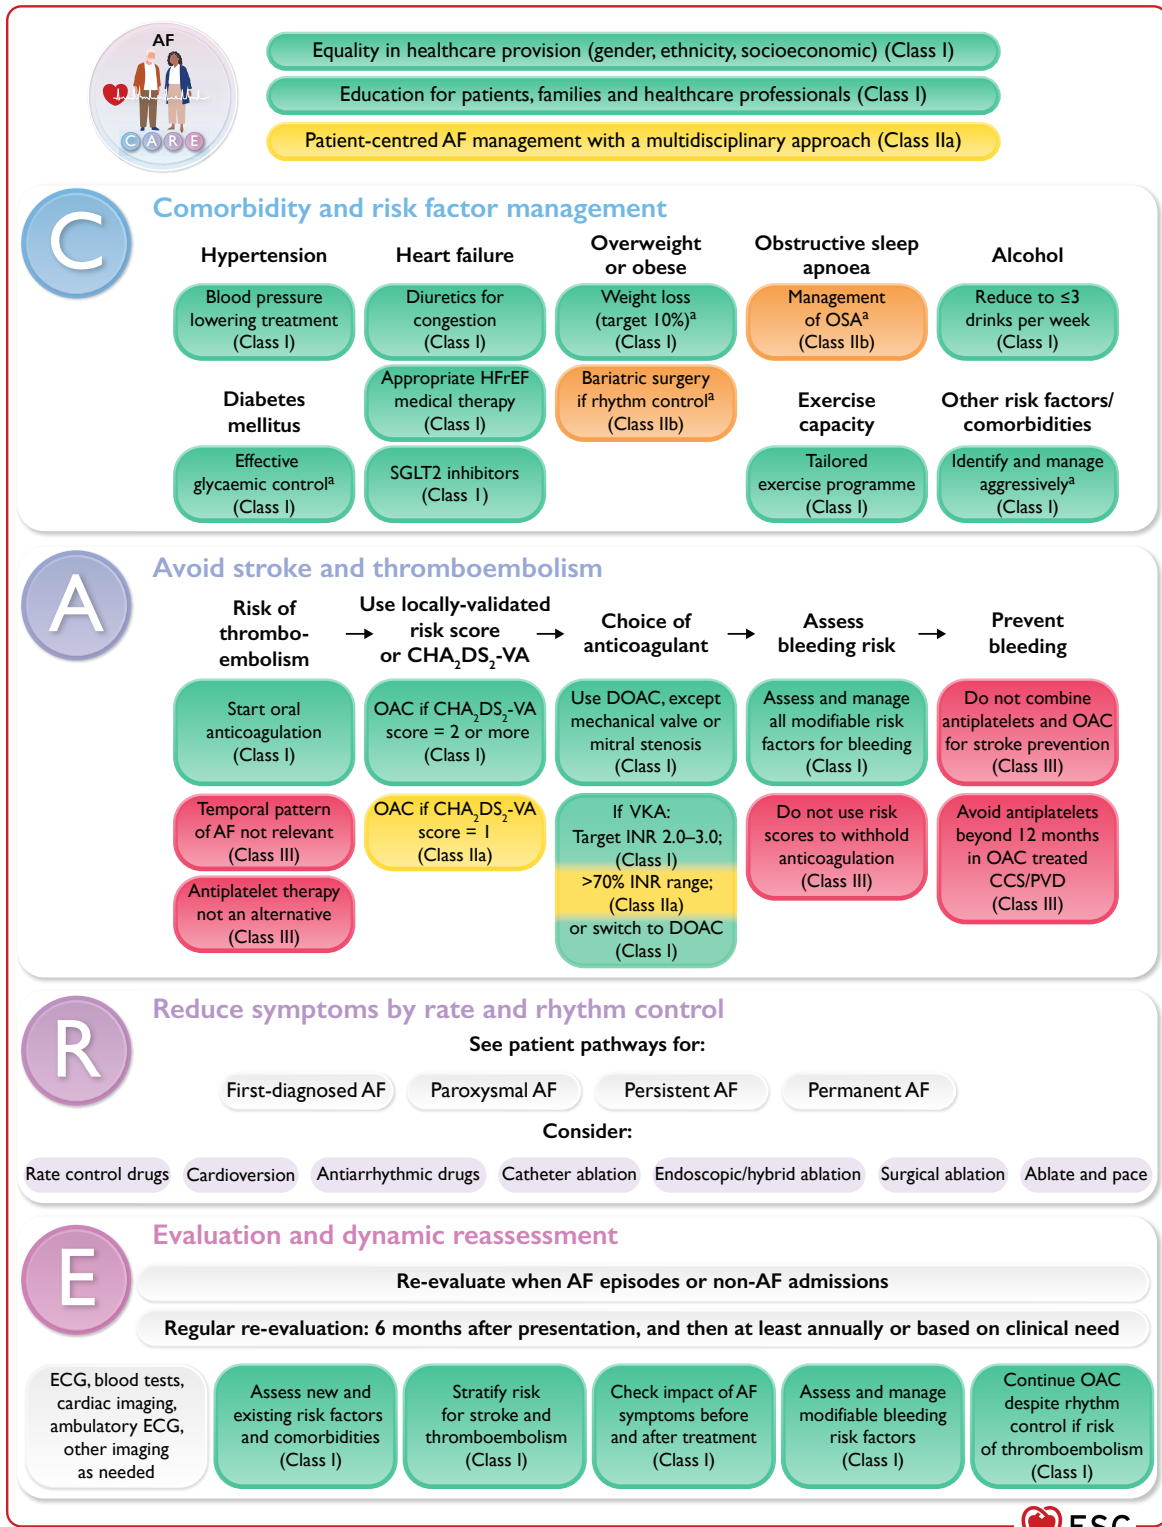 AF
C A R E
Equality in healthcare provision (gender, ethnicity, socioeconomic) (Class I)
Education for patients, families and healthcare professionals (Class I)
Patient-centred AF management with a multidisciplinary approach (Class IIa)
C
Comorbidity and risk factor management
Hypertension
Blood pressure
lowering treatment
(Class I)
Diabetes
mellitus
Effective
glycaemic controlᵃ
(Class I)
Heart failure
Diuretics for
congestion
(Class I)
Appropriate HFrEF
medical therapy
(Class I)
SGLT2 inhibitors
(Class 1)
Overweight
or obese
Weight loss
(target 10%)ᵃ
(Class I)
Bariatric surgery
if rhythm controlᵃ
(Class IIb)
Obstructive sleep
apnoea
Management
of OSAᵃ
(Class IIb)
Exercise
capacity
Tailored
exercise programme
(Class I)
Alcohol
Reduce to ≤3
drinks per week
(Class I)
Other risk factors/
comorbidities
Identify and manage
aggressivelyᵃ
(Class I)
A
Avoid stroke and thromboembolism
Risk of
thrombo-
embolism
→
Use locally-validated
risk score
or CHA₂DS₂-VA
→
Choice of
anticoagulant
→
Assess
bleeding risk
→
Prevent
bleeding
Start oral
anticoagulation
(Class I)
Temporal pattern
of AF not relevant
(Class III)
Antiplatelet therapy
not an alternative
(Class III)
OAC if CHA₂DS₂-VA
score = 2 or more
(Class I)
OAC if CHA₂DS₂-VA
score = 1
(Class IIa)
Use DOAC, except
mechanical valve or
mitral stenosis
(Class I)
If VKA:
Target INR 2.0–3.0;
(Class I)
>70% INR range;
(Class IIa)
or switch to DOAC
(Class I)
Assess and manage
all modifiable risk
factors for bleeding
(Class I)
Do not use risk
scores to withhold
anticoagulation
(Class III)
Do not combine
antiplatelets and OAC
for stroke prevention
(Class III)
Avoid antiplatelets
beyond 12 months
in OAC treated
CCS/PVD
(Class III)
R
Reduce symptoms by rate and rhythm control
See patient pathways for:
First-diagnosed AF
Paroxysmal AF
Persistent AF
Permanent AF
Consider:
Rate control drugs
Cardioversion
Antiarrhythmic drugs
Catheter ablation
Endoscopic/hybrid ablation
Surgical ablation
Ablate and pace
E
Evaluation and dynamic reassessment
Re-evaluate when AF episodes or non-AF admissions
Regular re-evaluation: 6 months after presentation, and then at least annually or based on clinical need
ECG, blood tests,
cardiac imaging,
ambulatory ECG,
other imaging
as needed
Assess new and
existing risk factors
and comorbidities
(Class I)
Stratify risk
for stroke and
thromboembolism
(Class I)
Check impact of AF
symptoms before
and after treatment
(Class I)
Assess and manage
modifiable bleeding
risk factors
(Class I)
Continue OAC
despite rhythm
control if risk
of thromboembolism
(Class I)
ESC